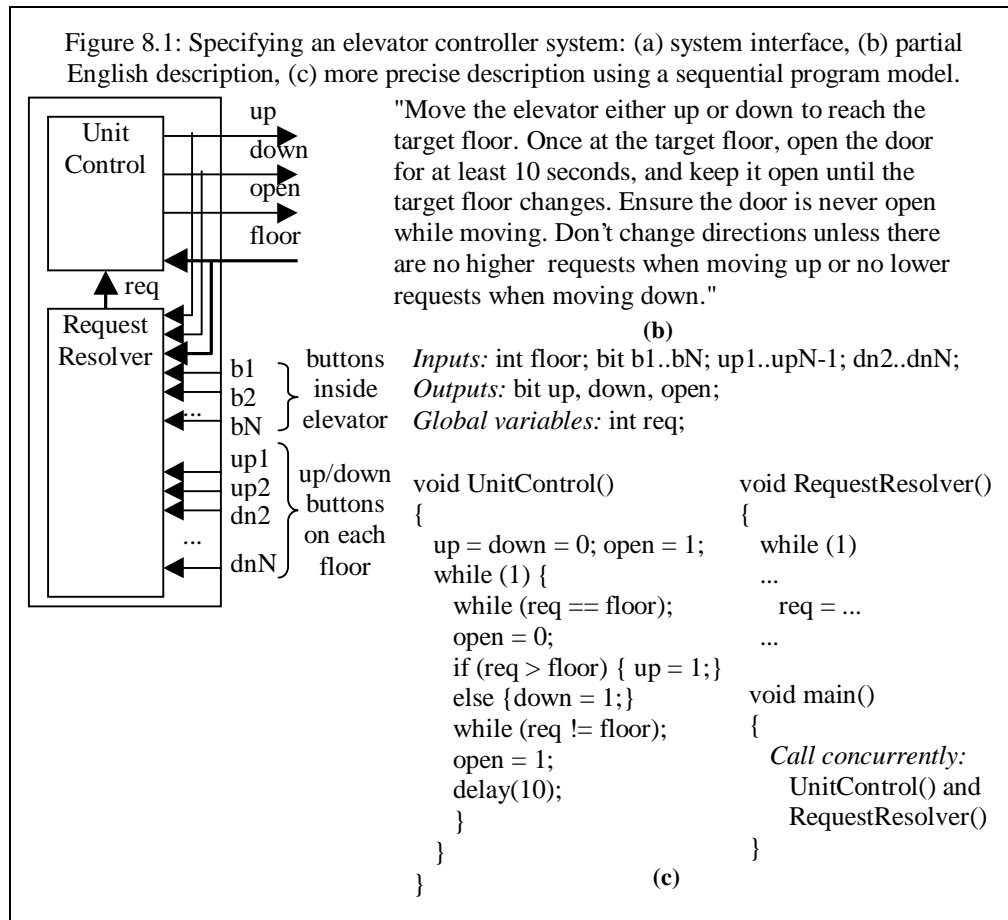 Figure 8.1: Specifying an elevator controller system: (a) system interface, (b) partial
English description, (c) more precise description using a sequential program model.
Unit
Control
up
down
open
floor
req
Request
Resolver
b1
b2
...
bN
buttons
inside
elevator
up1
up2
dn2
...
dnN
up/down
buttons
on each
floor
"Move the elevator either up or down to reach the
target floor. Once at the target floor, open the door
for at least 10 seconds, and keep it open until the
target floor changes. Ensure the door is never open
while moving. Don't change directions unless there
are no higher requests when moving up or no lower
requests when moving down."
(b)
Inputs: int floor; bit b1..bN; up1..upN-1; dn2..dnN;
Outputs: bit up, down, open;
Global variables: int req;
void UnitControl()
{
up = down = 0; open = 1;
while (1) {
while (req == floor);
open = 0;
if (req > floor) { up = 1;}
else {down = 1;}
while (req != floor);
open = 1;
delay(10);
}
}
}
void RequestResolver()
{
while (1)
...
req = ...
...
void main()
{
Call concurrently:
UnitControl() and
RequestResolver()
}
(c)